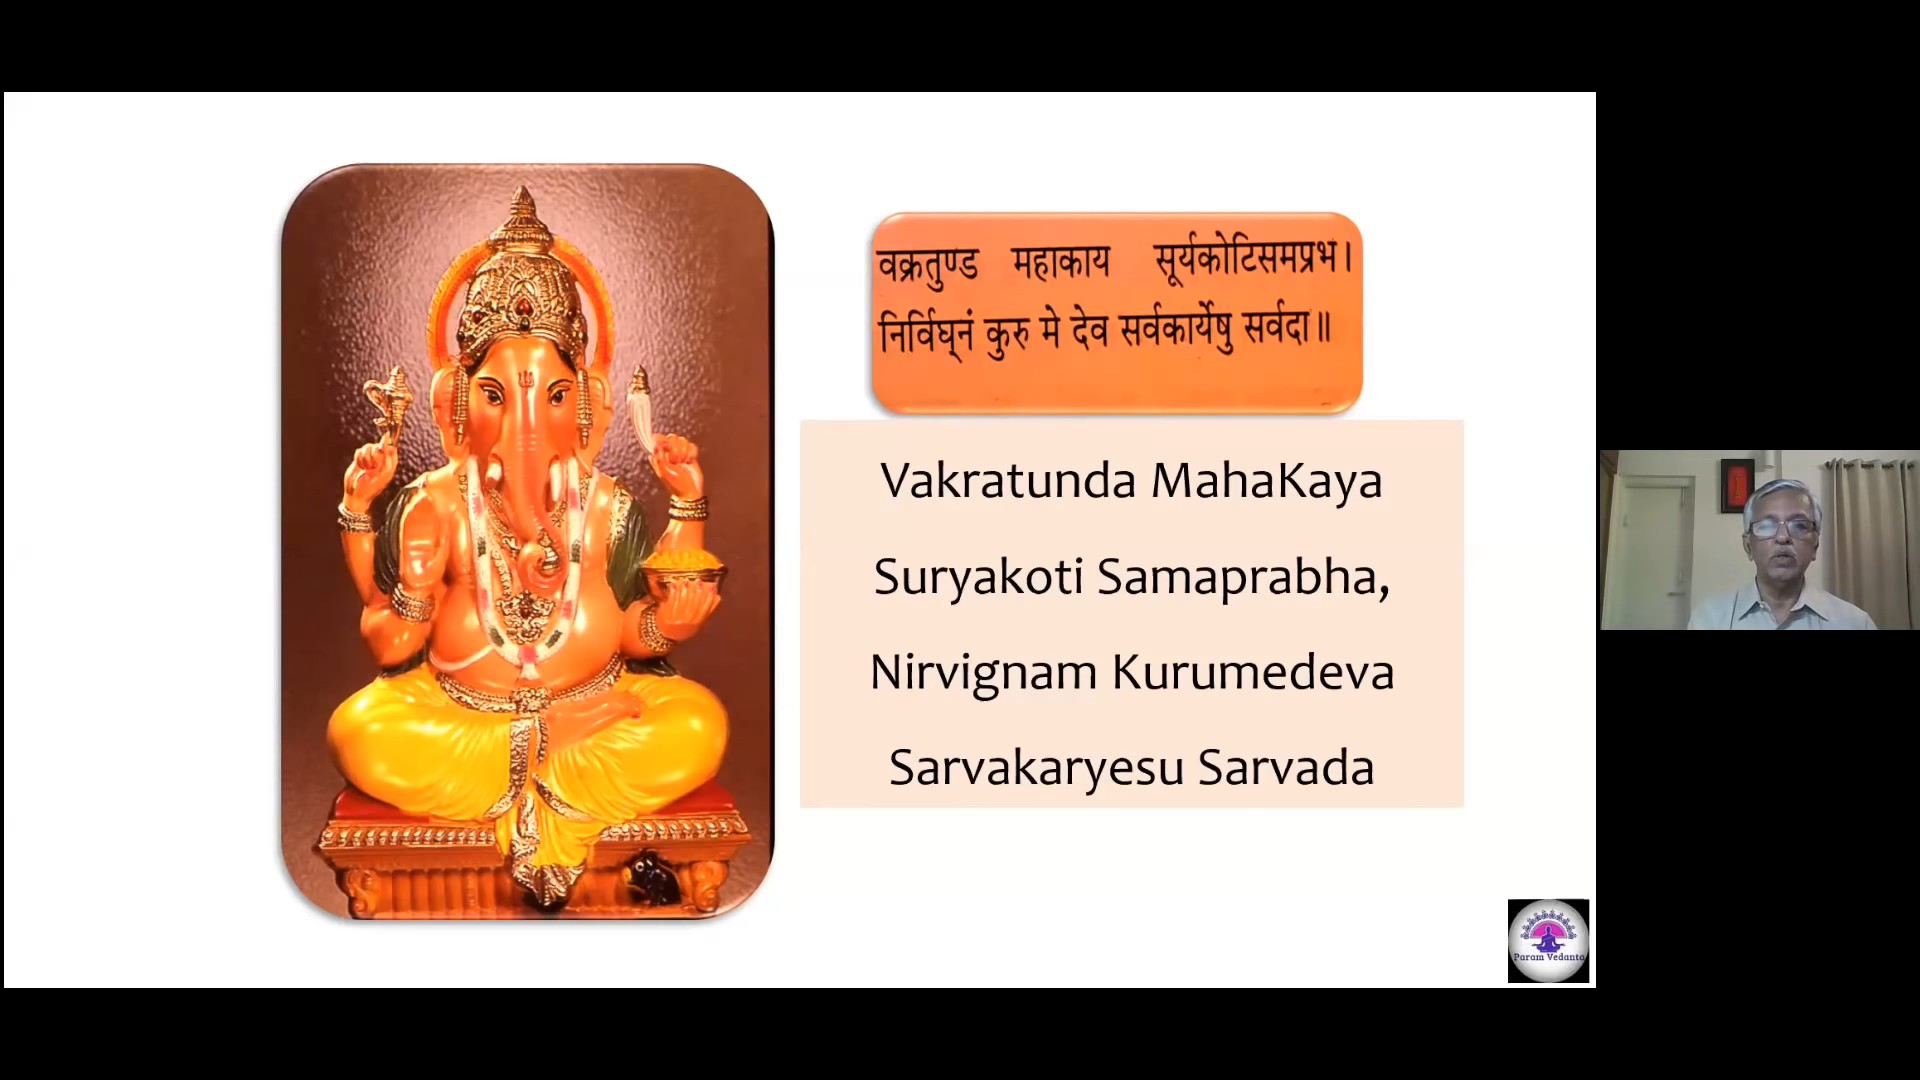 वक्रतुण्ड महाकाय सूर्यकोटिसमप्रभ।
निर्विघ्‌नं कुरु मे देव सर्वकार्येषु सर्वदा॥
Vakratunda MahaKaya
Suryakoti Samaprabha,
Nirvignam Kurumedeva
Sarvakaryesu Sarvada
Param Vedanta